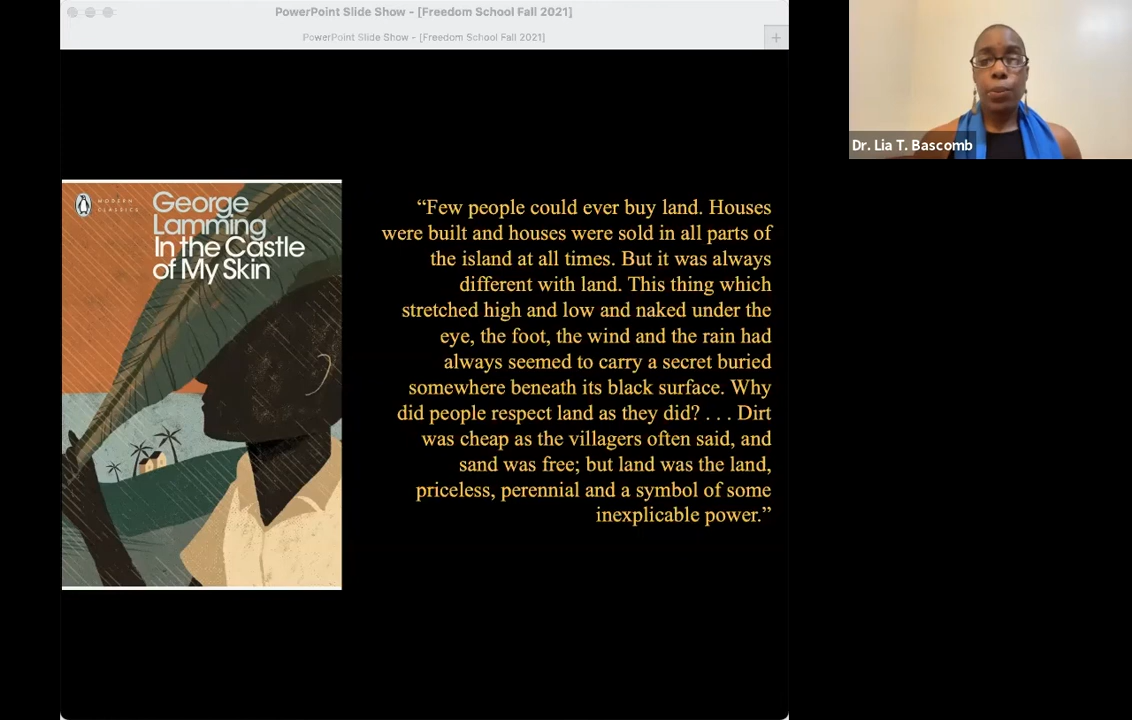 PowerPoint Slide Show - [Freedom School Fall 2021]
PowerPoint Slide Show - [Freedom School Fall 2021]
+
MODERN
CLASSICS
George
Lamming
In the Castle
of My Skin
“Few people could ever buy land. Houses
were built and houses were sold in all parts of
the island at all times. But it was always
different with land. This thing which
stretched high and low and naked under the
eye, the foot, the wind and the rain had
always seemed to carry a secret buried
somewhere beneath its black surface. Why
did people respect land as they did? . . . Dirt
was cheap as the villagers often said, and
sand was free; but land was the land,
priceless, perennial and a symbol of some
inexplicable power.”
Dr. Lia T. Bascomb